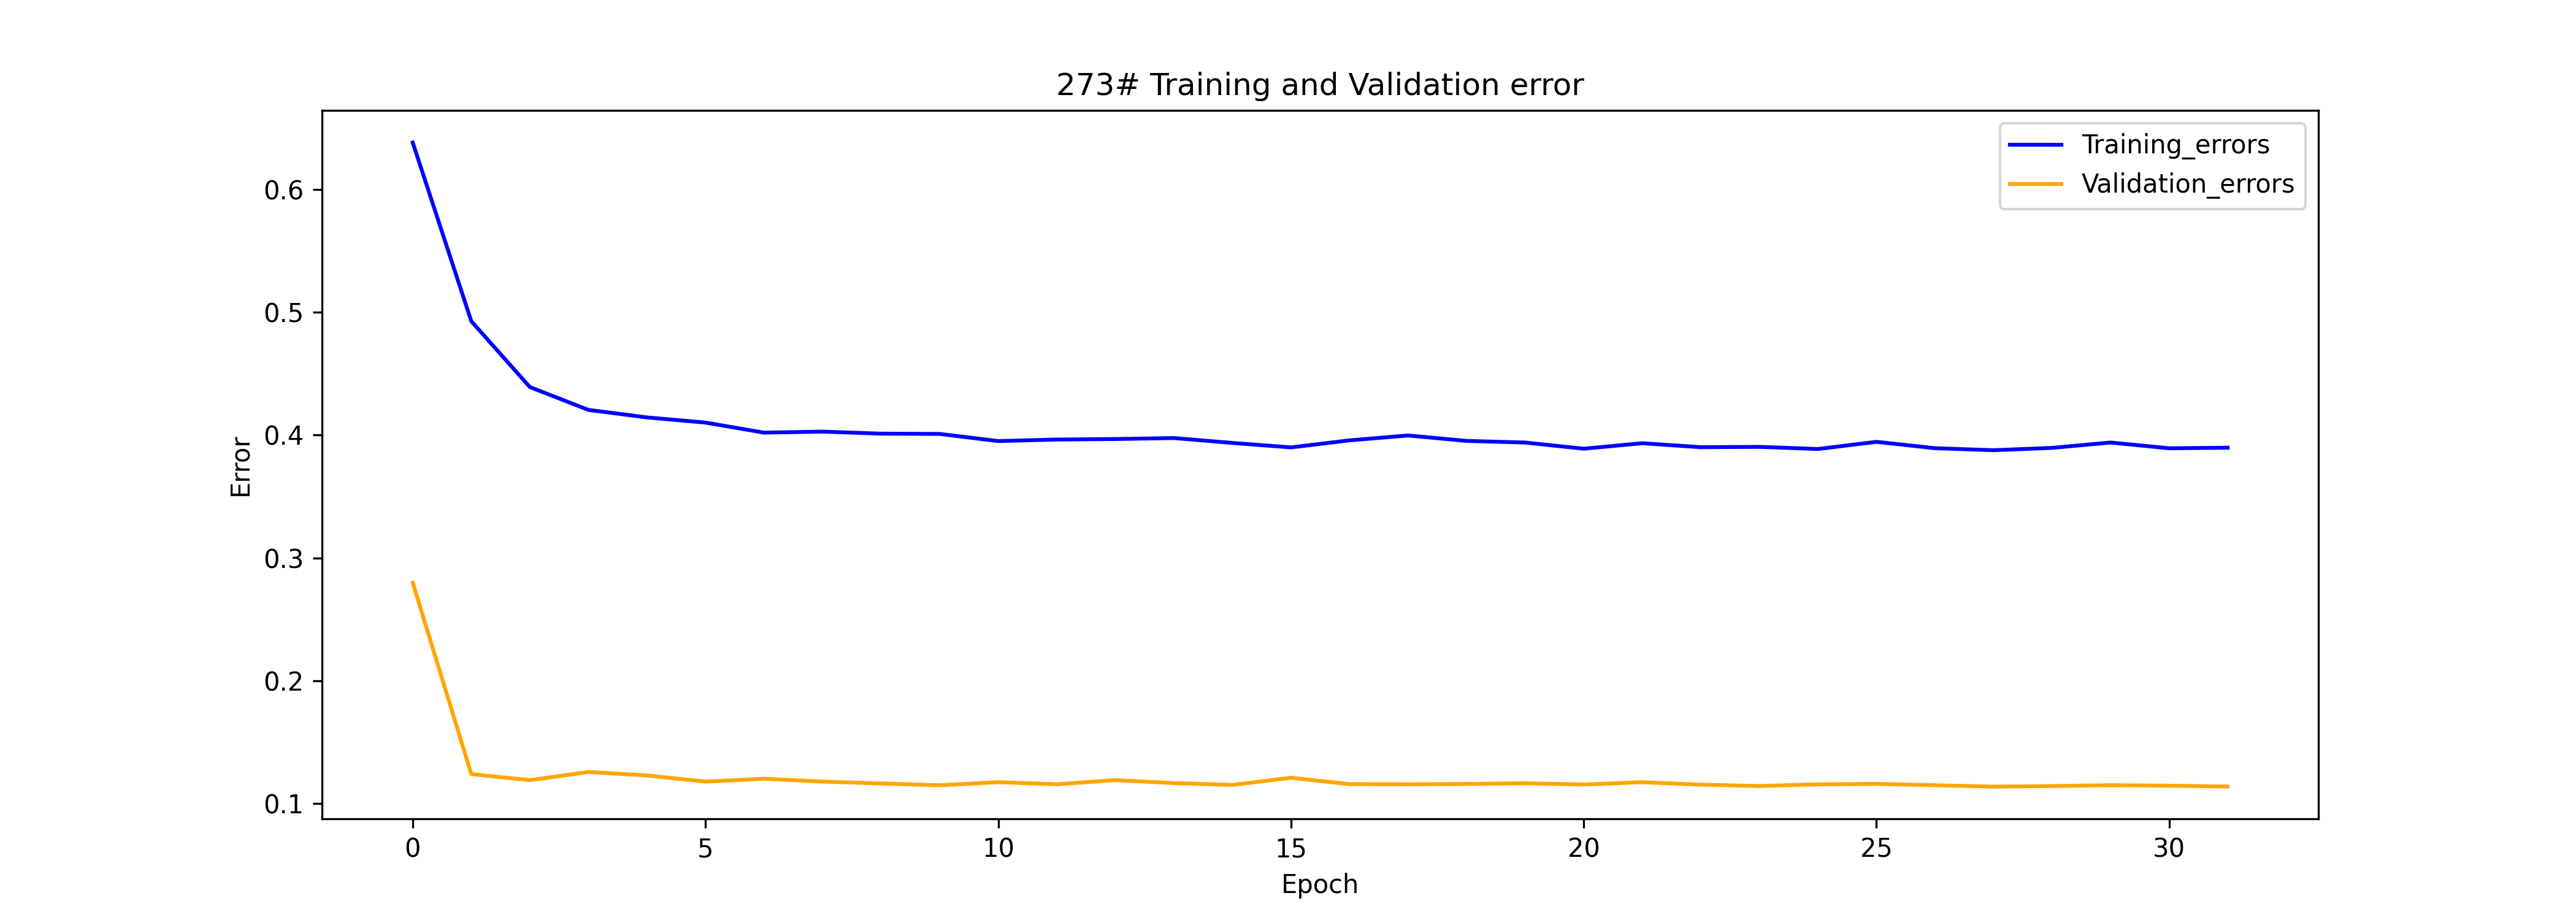 273# Training and Validation error
Training_errors
Validation_errors
0.6
0.5
0.4
0.3
0.2
0.1
Error
0 5 10 15 20 25 30
Epoch